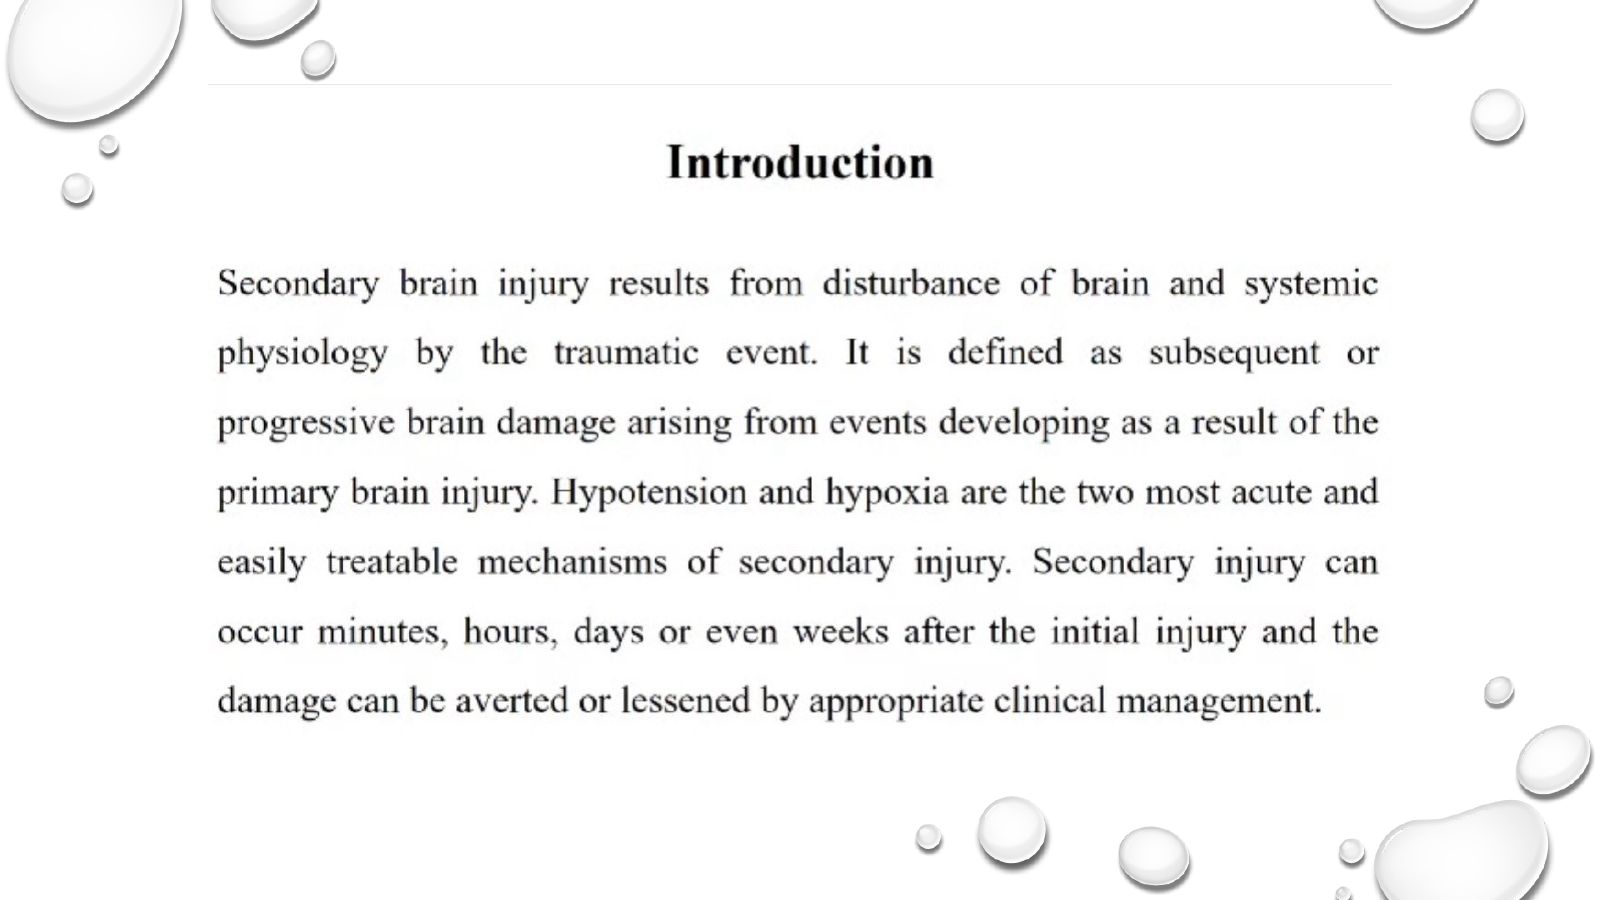 Introduction
Secondary brain injury results from disturbance of brain and systemic
physiology by the traumatic event. It is defined as subsequent or
progressive brain damage arising from events developing as a result of the
primary brain injury. Hypotension and hypoxia are the two most acute and
easily treatable mechanisms of secondary injury. Secondary injury can
occur minutes, hours, days or even weeks after the initial injury and the
damage can be averted or lessened by appropriate clinical management.